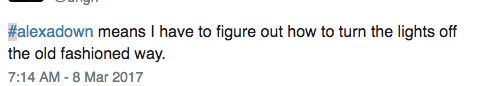 #alexadown means I have to figure out how to turn the lights off
the old fashioned way.
7:14 AM - 8 Mar 2017